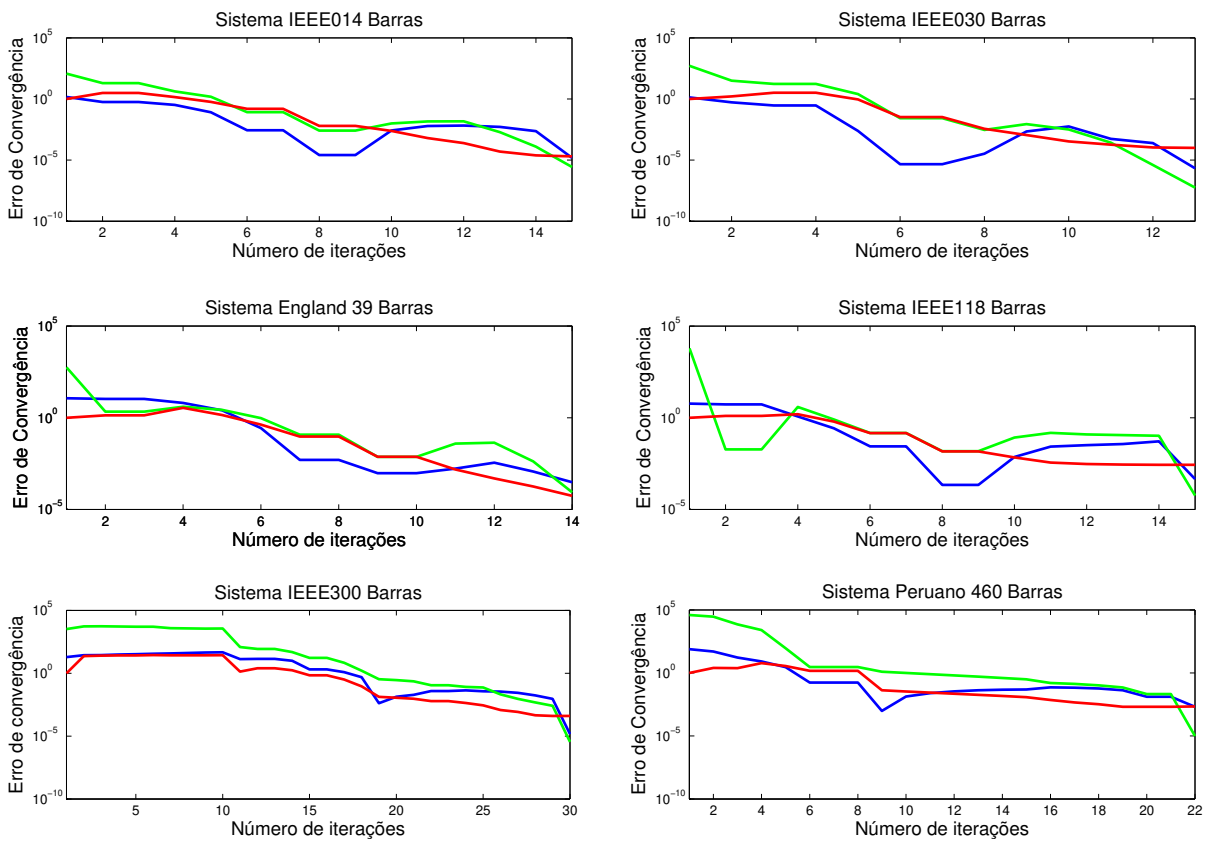 Sistema IEEE014 Barras
10^5
10^0
10^-5
10^-10
Erro de Convergência
2 4 6 8 10 12 14
Número de iterações
Sistema IEEE030 Barras
10^5
10^0
10^-5
10^-10
Erro de Convergência
2 4 6 8 10 12
Número de iterações
Sistema England 39 Barras
10^5
10^0
10^-5
Erro de Convergência
2 4 6 8 10 12 14
Número de iterações
Sistema IEEE118 Barras
10^5
10^0
10^-5
Erro de Convergência
2 4 6 8 10 12 14
Número de iterações
Sistema IEEE300 Barras
10^5
10^0
10^-5
10^-10
Erro de convergência
5 10 15 20 25 30
Número de iterações
Sistema Peruano 460 Barras
10^5
10^0
10^-5
10^-10
Erro de Convergência
2 4 6 8 10 12 14 16 18 20 22
Número de iterações